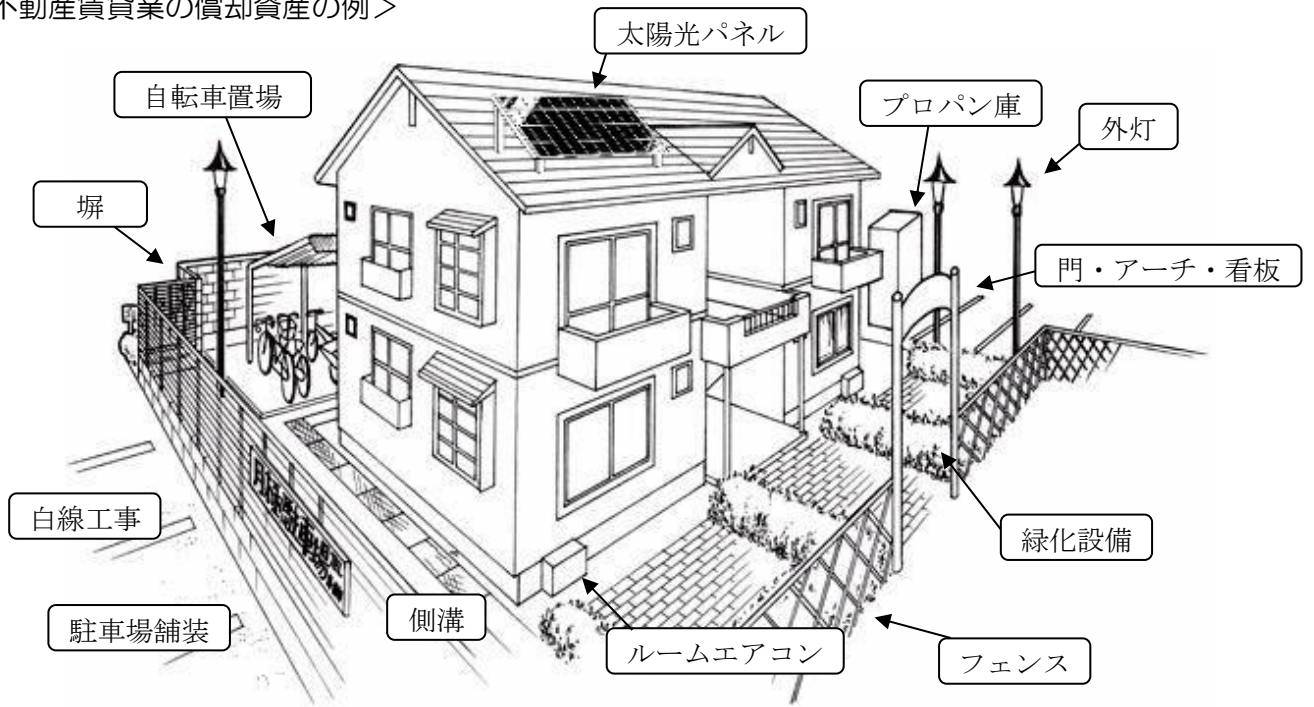 不動産賃貸業の償却資産の例＞
太陽光パネル
自転車置場
プロパン庫
外灯
塀
門・アーチ・看板
白線工事
緑化設備
駐車場舗装
側溝
ルームエアコン
フェンス